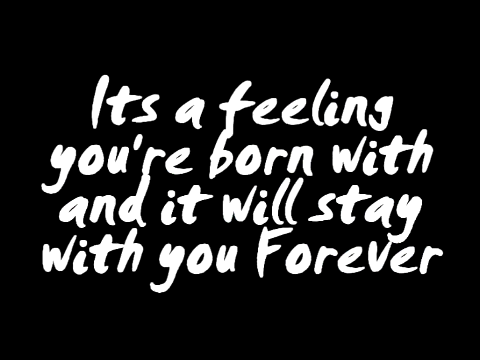 Its a feeling
you're born with
and it will stay
with you Forever